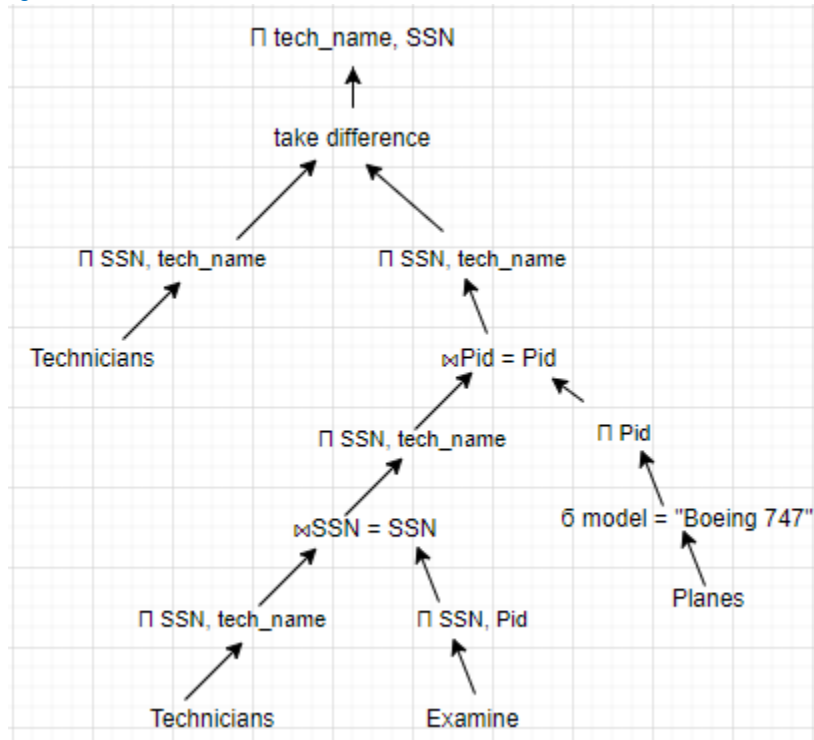 Π tech_name, SSN
take difference
Π SSN, tech_name
Π SSN, tech_name
Technicians
⋈Pid = Pid
Π SSN, tech_name
Π Pid
⋈SSN = SSN
б model = "Boeing 747"
Planes
Π SSN, tech_name
Π SSN, Pid
Technicians
Examine